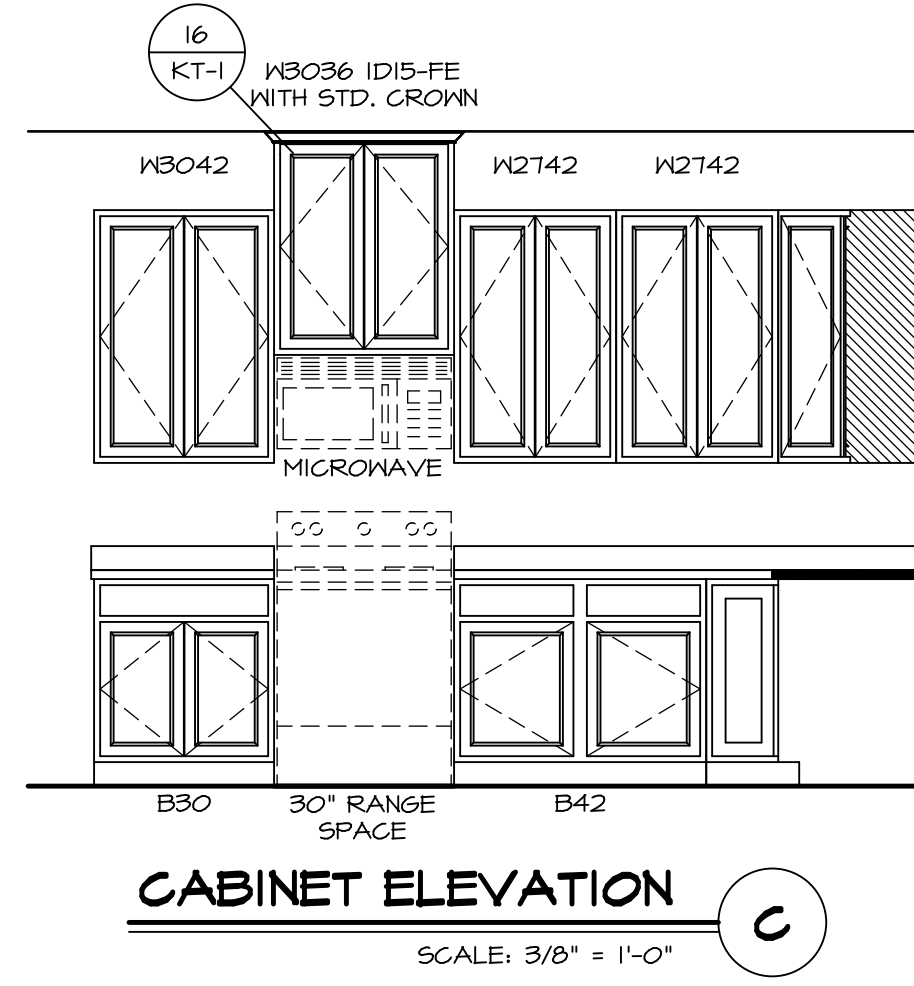 16
KT-1
W3036 1D15-FE
WITH STD. CROWN
W3042
W2742
W2742
MICROWAVE
B30
30" RANGE
SPACE
B42
CABINET ELEVATION
C
SCALE: 3/8" = 1'-0"